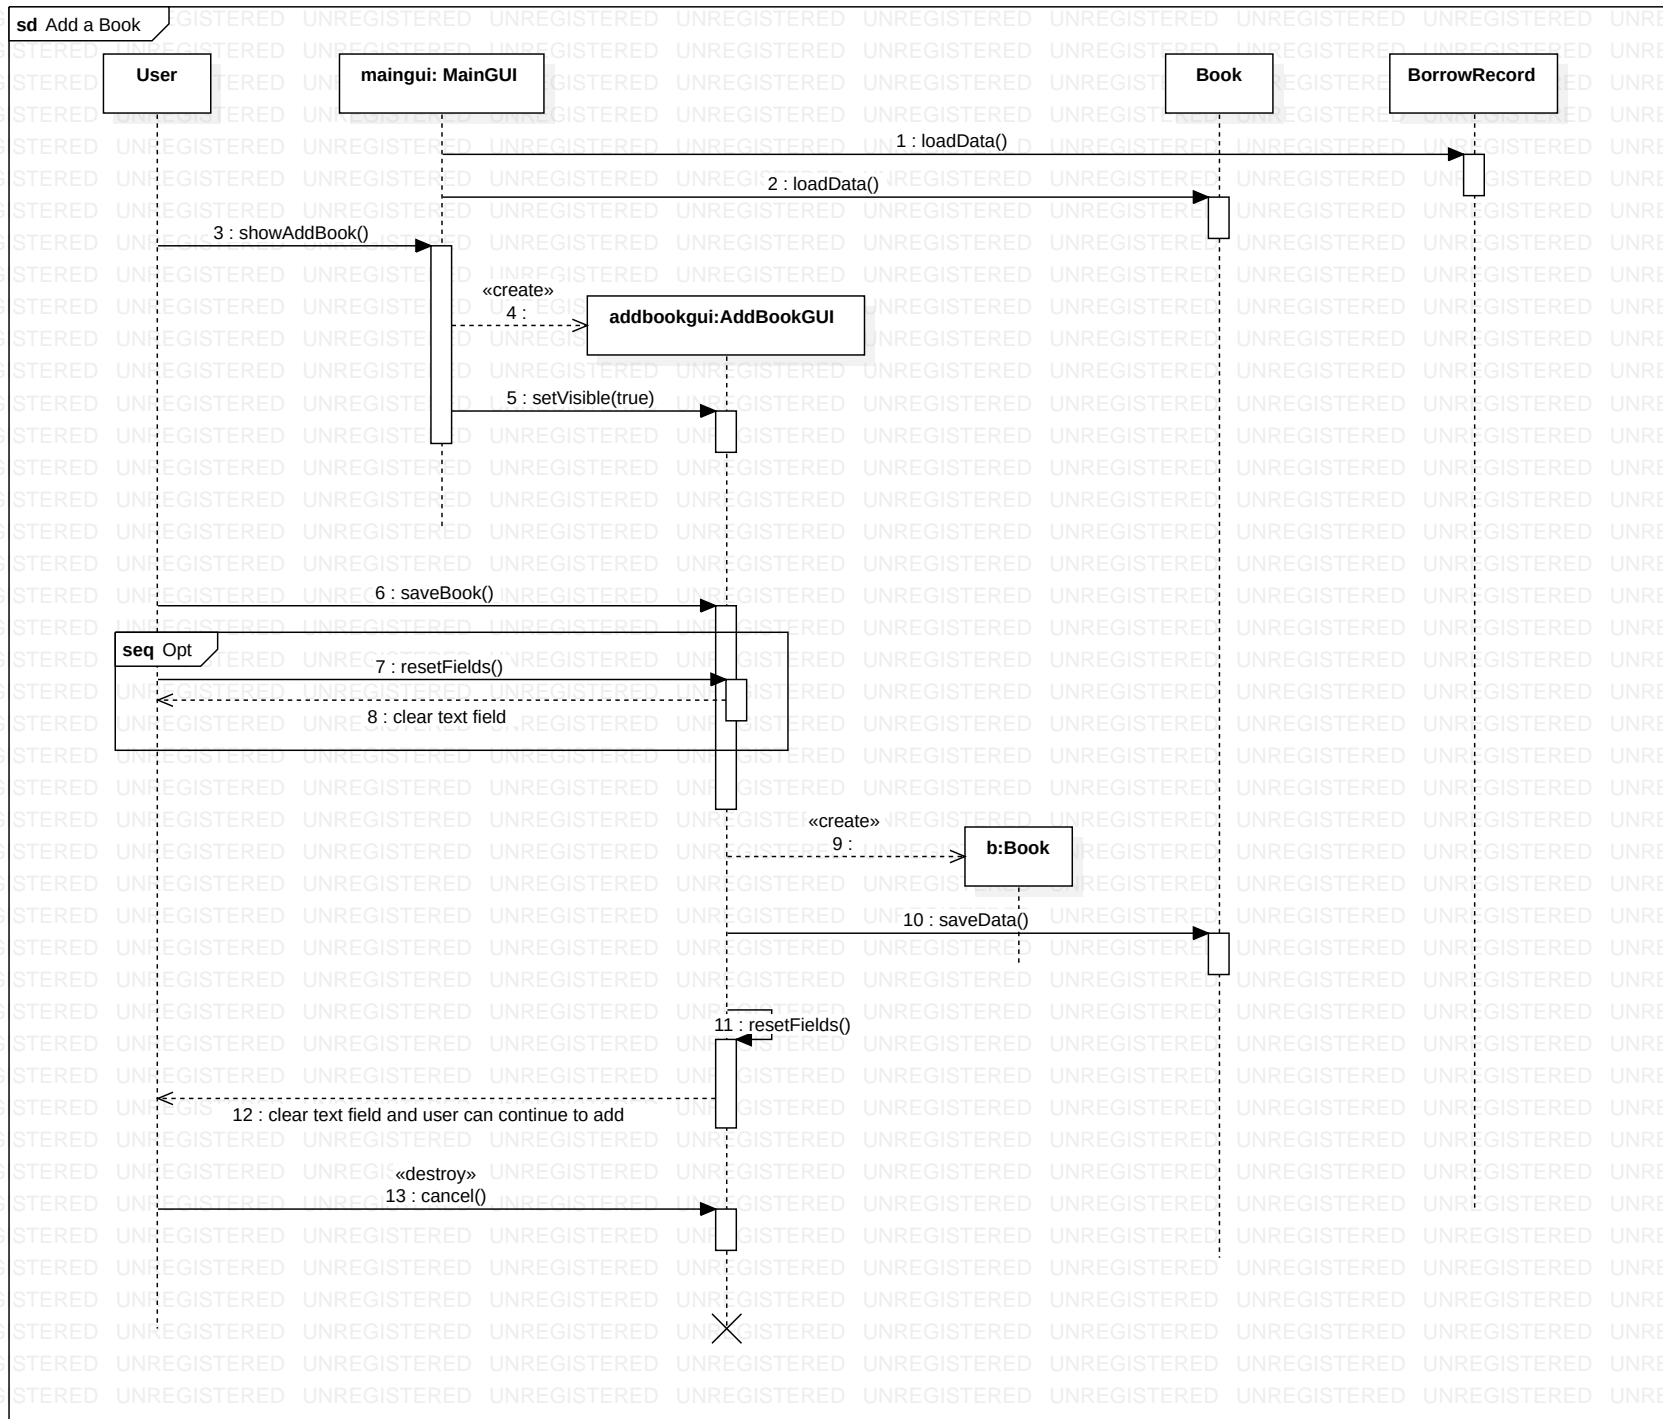 sd Add a Book
User
maingui: MainGUI
Book
BorrowRecord
1 : loadData()
2 : loadData()
3 : showAddBook()
«create»
4 :
addbookgui:AddBookGUI
5 : setVisible(true)
6 : saveBook()
seq Opt
7 : resetFields()
8 : clear text field
«create»
9 :
b:Book
10 : saveData()
11 : resetFields()
12 : clear text field and user can continue to add
«destroy»
13 : cancel()
UNREGISTERED